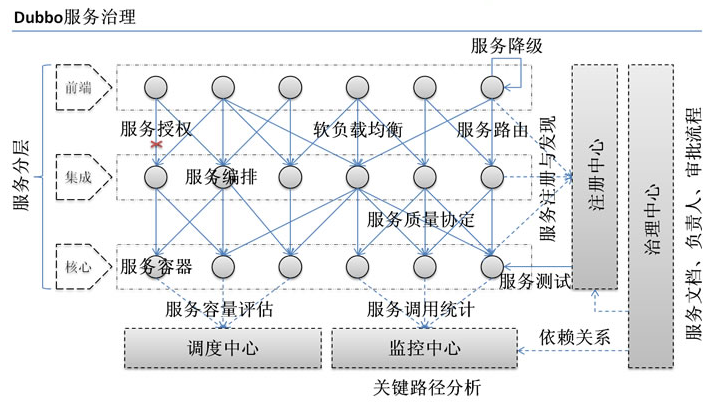 Dubbo服务治理
服务降级
前端
服务授权
软负载均衡
服务路由
服务分层
集成
服务编排
服务注册与发现
注册中心
治理中心
服务文档、负责人、审批流程
服务质量协定
核心
服务容器
服务测试
服务容量评估
服务调用统计
调度中心
监控中心
依赖关系
关键路径分析